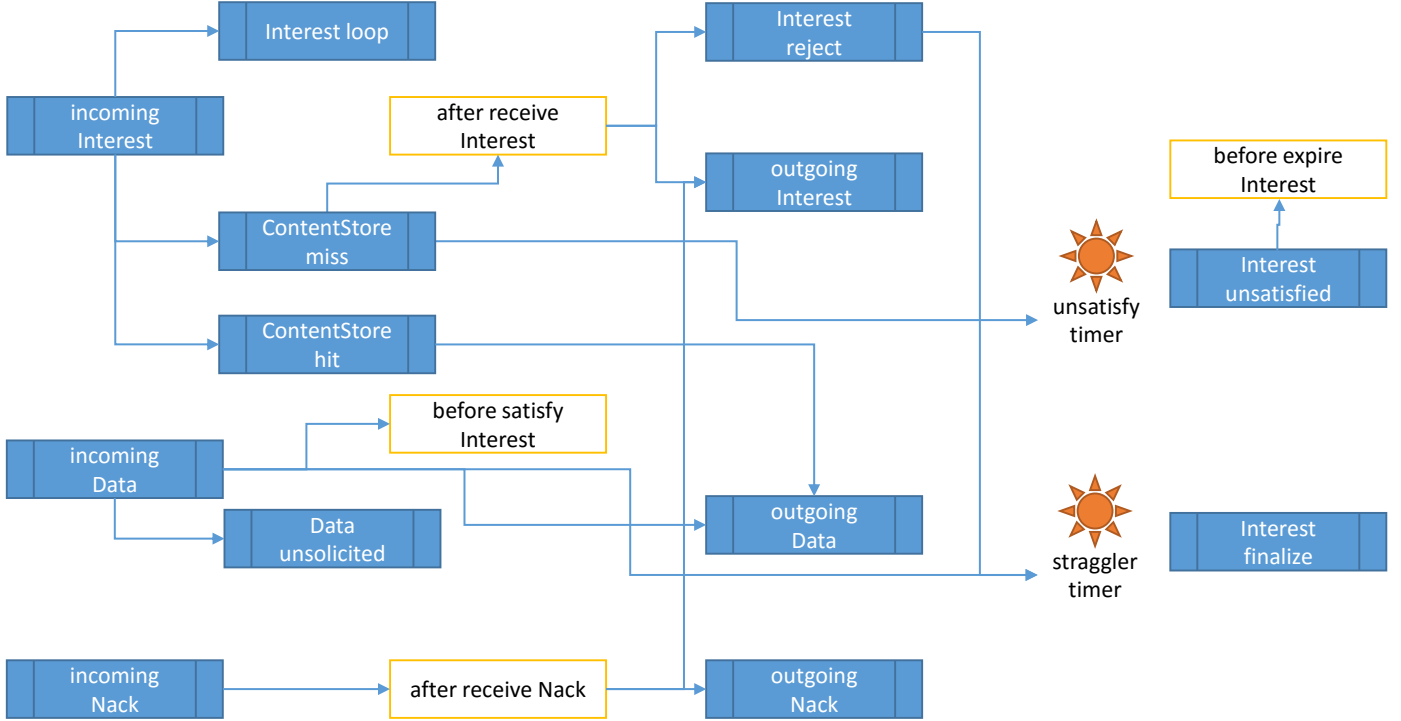 Interest loop
Interest
reject
incoming
Interest
after receive
Interest
outgoing
Interest
before expire
Interest
ContentStore
miss
Interest
unsatisfied
unsatisfy
timer
ContentStore
hit
before satisfy
Interest
incoming
Data
Data
unsolicited
outgoing
Data
straggler
timer
Interest
finalize
incoming
Nack
after receive Nack
outgoing
Nack